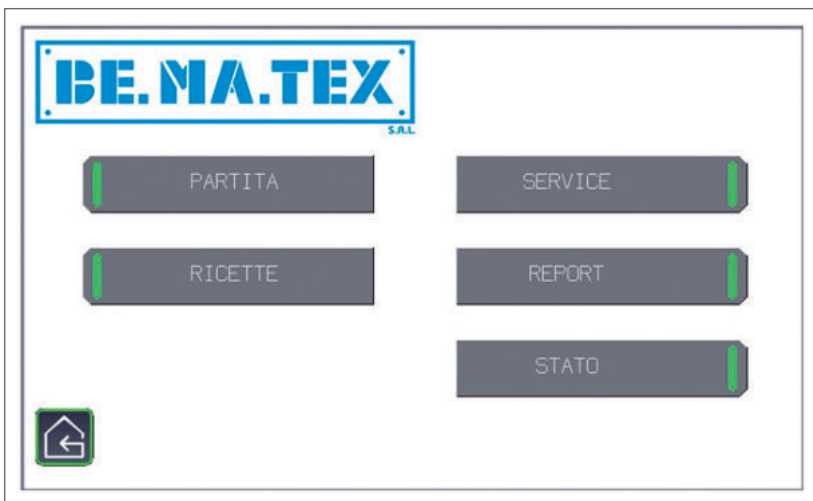 BE.MA.TEX
S.R.L.
PARTITA
SERVICE
RICETTE
REPORT
STATO